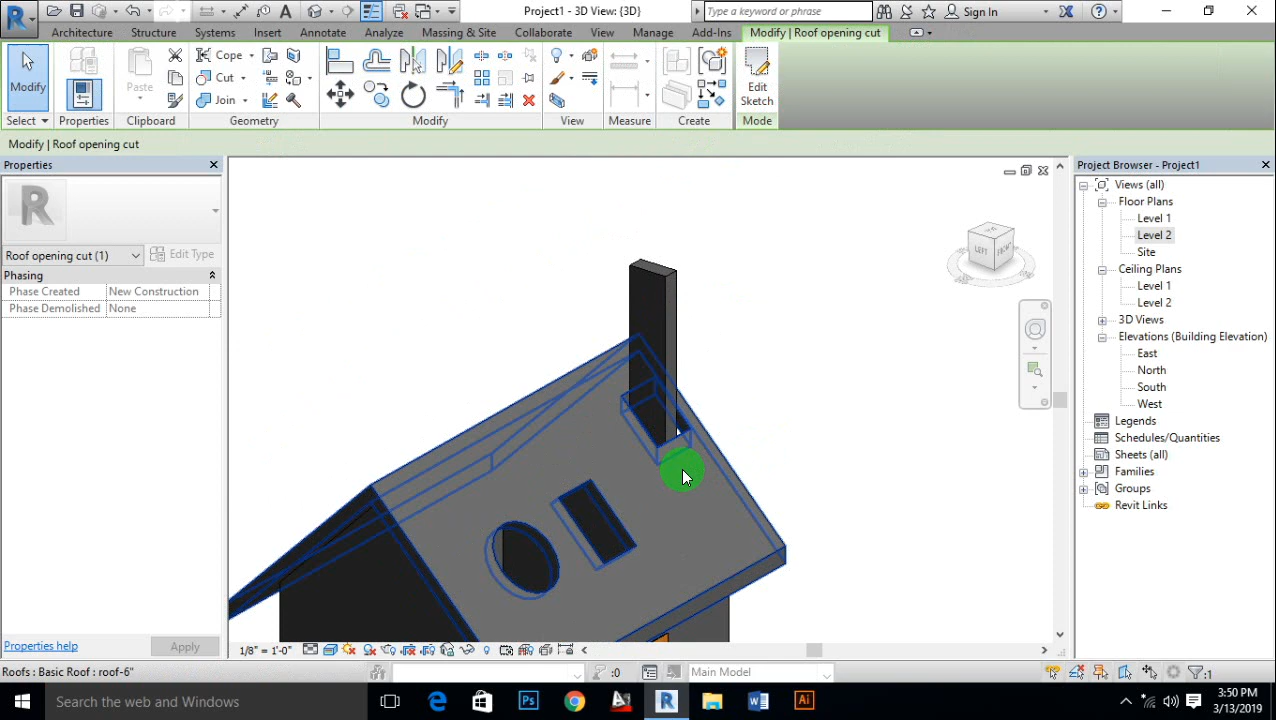 Project1 - 3D View: {3D}
Type a keyword or phrase
Sign In
Architecture
Structure
Systems
Insert
Annotate
Analyze
Massing & Site
Collaborate
View
Manage
Add-Ins
Modify | Roof opening cut
Modify
Select
Properties
Paste
Clipboard
Cope
Cut
Join
Geometry
Modify
View
Measure
Create
Edit
Sketch
Mode
Modify | Roof opening cut
Properties
R
Roof opening cut (1)
Edit Type
Phasing
Phase Created New Construction
Phase Demolished None
Properties help
Apply
LEFT
FRONT
Project Browser - Project1
Views (all)
Floor Plans
Level 1
Level 2
Site
Ceiling Plans
Level 1
Level 2
3D Views
Elevations (Building Elevation)
East
North
South
West
Legends
Schedules/Quantities
Sheets (all)
Families
Groups
Revit Links
1/8" = 1'-0"
Roofs : Basic Roof : roof-6"
:0
Main Model
:1
Search the web and Windows
3:50 PM
3/13/2019